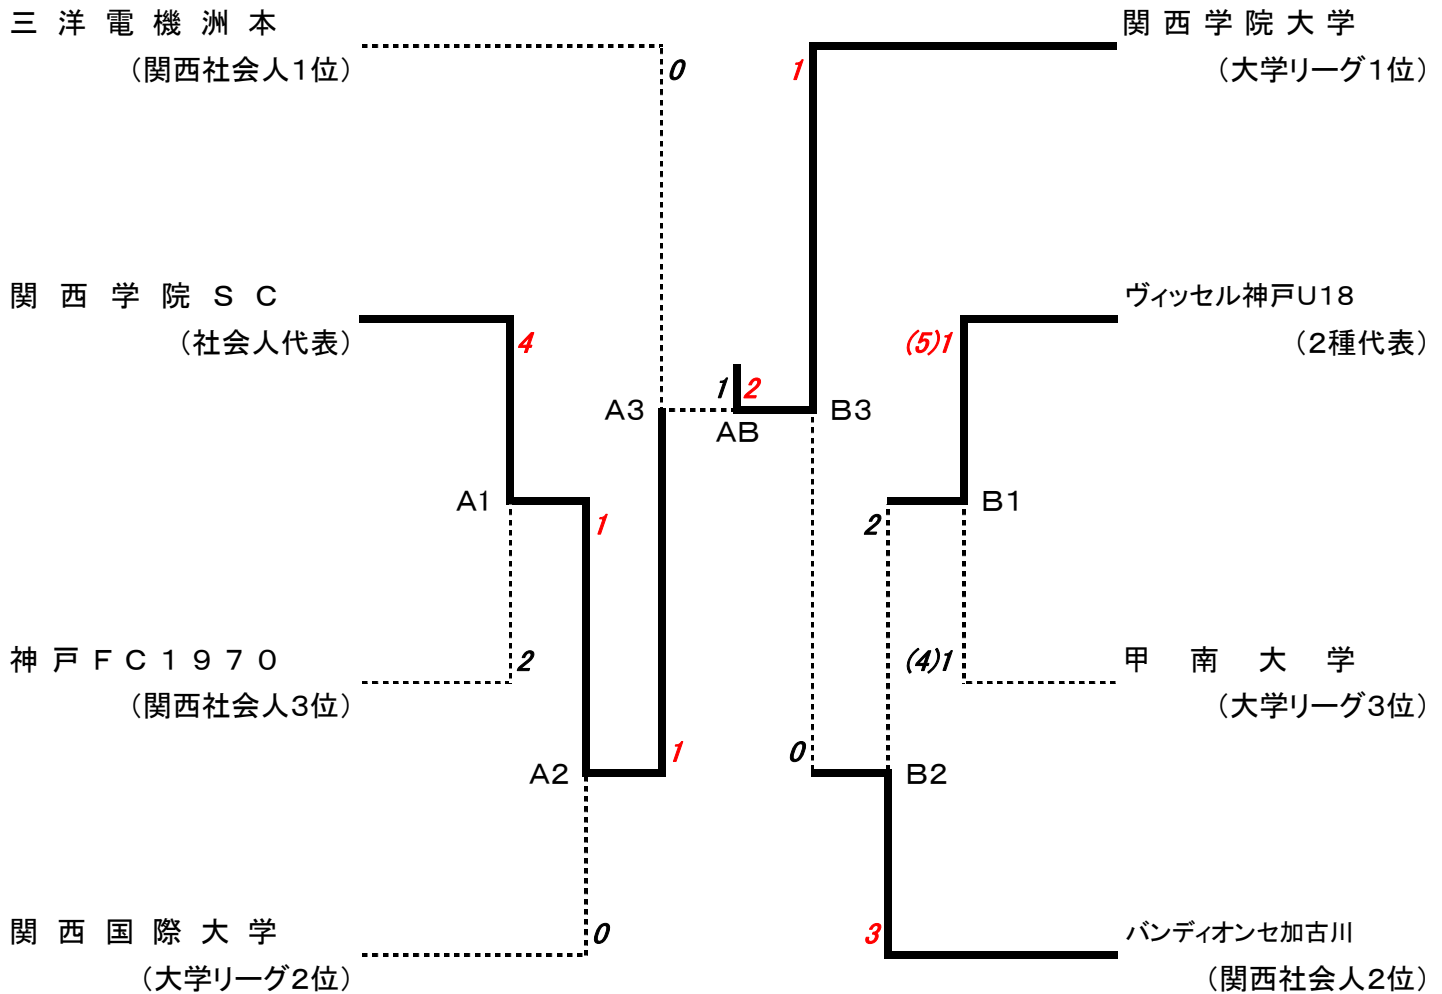 三洋電機洲本
(関西社会人1位)
0
1
関西学院大学
(大学リーグ1位)
関西学院SC
(社会人代表)
4
ヴィッセル神戸U18
(2種代表)
(5)1
1
2
A3
AB
B3
A1
1
2
B1
神戸FC1970
(関西社会人3位)
2
(4)1
甲南大学
(大学リーグ3位)
A2
1
0
B2
関西国際大学
(大学リーグ2位)
0
3
バンディオンセ加古川
(関西社会人2位)